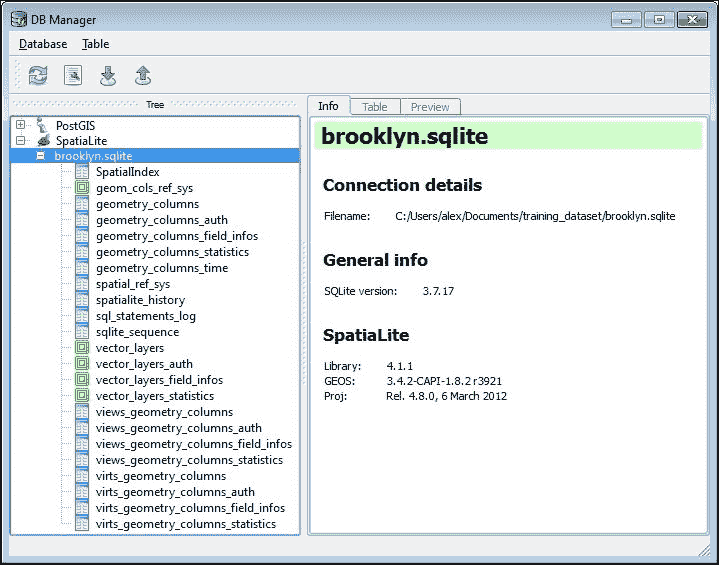 DB Manager
Database Table
Tree
PostGIS
SpatiaLite
brooklyn.sqlite
SpatialIndex
geom_cols_ref_sys
geometry_columns
geometry_columns_auth
geometry_columns_field_infos
geometry_columns_statistics
geometry_columns_time
spatial_ref_sys
spatialite_history
sql_statements_log
sqlite_sequence
vector_layers
vector_layers_auth
vector_layers_field_infos
vector_layers_statistics
views_geometry_columns
views_geometry_columns_auth
views_geometry_columns_field_infos
views_geometry_columns_statistics
virts_geometry_columns
virts_geometry_columns_auth
virts_geometry_columns_field_infos
virts_geometry_columns_statistics
Info Table Preview
brooklyn.sqlite
Connection details
Filename: C:/Users/alex/Documents/training_dataset/brooklyn.sqlite
General info
SQLite version: 3.7.17
SpatiaLite
Library: 4.1.1
GEOS: 3.4.2-CAPI-1.8.2 r3921
Proj: Rel. 4.8.0, 6 March 2012